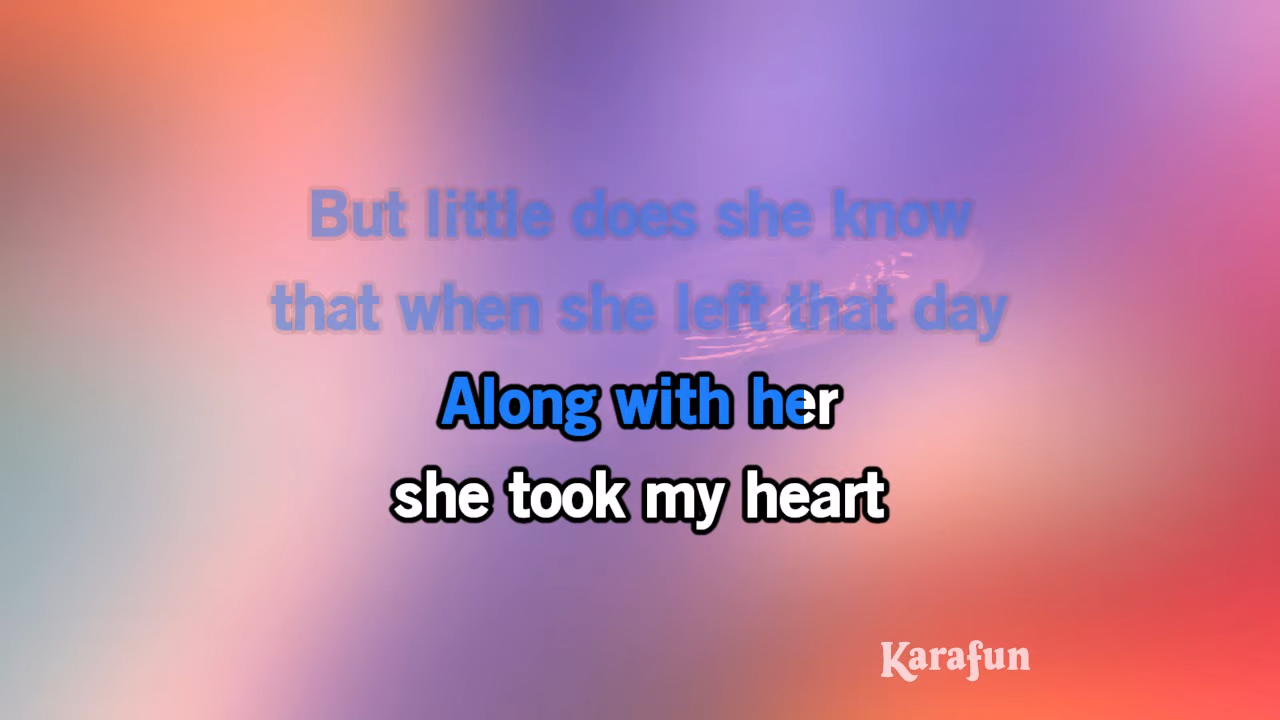 But little does she know
that when she left that day
Along with her
she took my heart
Karafun